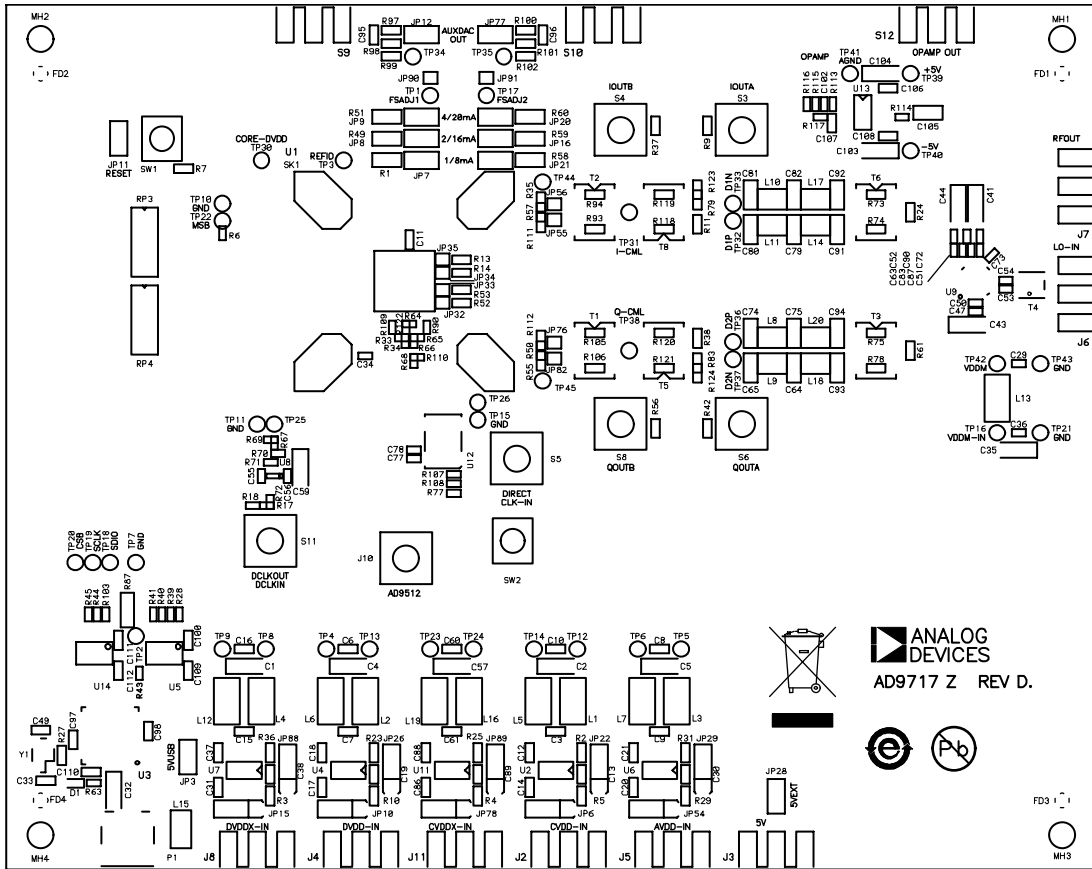 MH2
FD2
C95
R97
R98
R99
JP12
AUXDAC
OUT
JP77
R100
R101
R102
C96
S9
S10
S12
MH1
FD1
TP34
TP35
JP90
JP91
TP1
FSADJ1
TP17
FSADJ2
R51
JP9
4/20mA
R60
JP20
R49
JP8
2/16mA
R59
JP16
R1
JP7
1/8mA
R58
JP21
IOUTB
S4
R37
IOUTA
S3
R9
OPAMP
OPAMP OUT
TP41
AGND
C104
+5V
TP39
R116
R115
C102
R113
U13
C106
R114
C105
R117
C107
C108
C103
-5V
TP40
RFOUT
JP11
RESET
SW1
R7
CORE-DVDD
TP30
U1
SK1
REFIO
TP3
RP3
TP10
GND
TP22
MSB
R6
RP4
TP44
R35
JP56
R57
JP55
R111
T2
R94
R93
TP31
I-CML
R119
R118
T8
R123
R79
R11
D1N
TP33
D1P
TP32
C81
L10
C82
L17
C92
C80
L11
C79
L14
C91
T6
R73
R74
R24
C44
C41
J7
LO-IN
C63
C52
C83
C90
C87
C51
C72
C73
C54
C53
U9
C50
C47
C43
T4
J6
C11
JP35
R13
R14
JP34
JP33
R53
R52
JP32
R109
R64
R90
R33
R34
R65
R66
R68
R110
C34
R112
JP76
R50
R55
JP82
TP45
T1
R105
R106
Q-CML
TP38
R120
R121
T5
R38
R83
R124
D2P
TP36
D2N
TP37
C74
C75
L8
L20
C94
C65
L9
C64
L18
C93
T3
R75
R78
R61
TP42
VDDM
C29
TP43
GND
L13
TP16
VDDM-IN
C36
TP21
GND
C35
TP11
GND
TP25
R69
R67
R70
R71
U8
C55
C56
C59
R18
R72
R17
S11
DCLKOUT
DCLKIN
TP26
TP15
GND
C78
C77
U12
R107
R108
R77
S5
DIRECT
CLK-IN
R56
S8
QOUTB
R42
S6
QOUTA
J10
AD9512
SW2
TP20
CSB
TP19
SCLK
TP18
SDIO
TP7
GND
R45
R44
R103
R87
R41
R40
R39
R28
U14
C111
TP2
C112
R43
U5
C100
C109
C49
Y1
R27
C97
C98
C33
C110
D1
R63
FD4
MH4
U3
C32
5VUSB
JP3
L15
P1
TP9
C16
TP8
C1
L12
L4
C15
C37
R36
JP88
U7
C38
C31
R3
JP15
DVDDX-IN
J8
TP4
C6
TP13
C4
L6
L2
C7
C18
R23
JP26
U4
C19
C17
R10
JP10
DVDD-IN
J4
TP23
C60
TP24
C57
L19
L16
C61
C88
R25
JP89
U11
C89
C86
R4
JP78
CVDDX-IN
J11
TP14
C10
TP12
C2
L5
L1
C3
C12
R2
JP22
U2
C13
C14
R5
JP6
CVDD-IN
J2
TP6
C8
TP5
C5
L7
L3
C9
C21
R31
JP29
U6
C30
C20
R29
JP54
AVDD-IN
J5
JP28
5VEXT
5V
J3
ANALOG
DEVICES
AD9717 Z REV D.
e
Pb
FD3
MH3